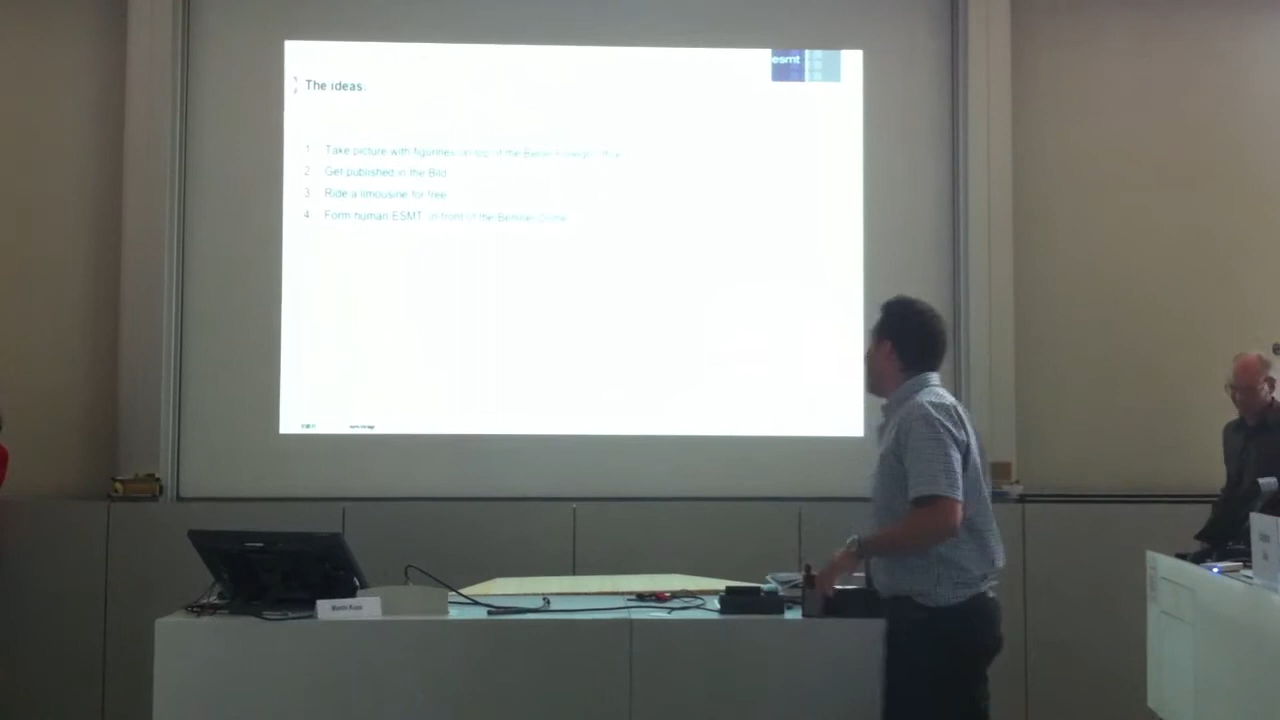 esmt
The ideas:
1 Take picture with figurines on top of the
2 Get published in the Bild
3 Ride a limousine for free
4 Form human ESMT in front of the Berliner Dome